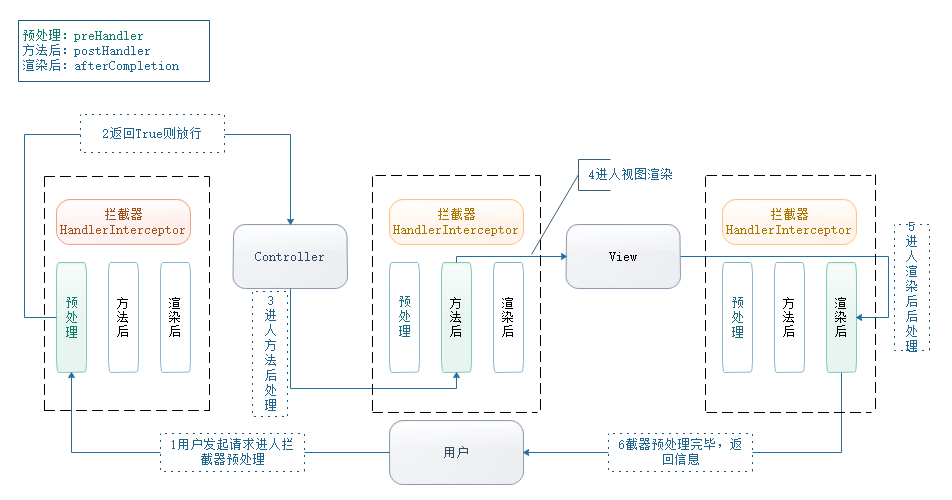 预处理：preHandler
方法后：postHandler
渲染后：afterCompletion
2返回True则放行
4进入视图渲染
拦截器
HandlerInterceptor
拦截器
HandlerInterceptor
拦截器
HandlerInterceptor
Controller
View
5进入渲染后后处理
预处理
方法后
渲染后
预处理
方法后
渲染后
预处理
方法后
渲染后
3进入方法后处理
1用户发起请求进入拦
截器预处理
用户
6截器预处理完毕，返
回信息